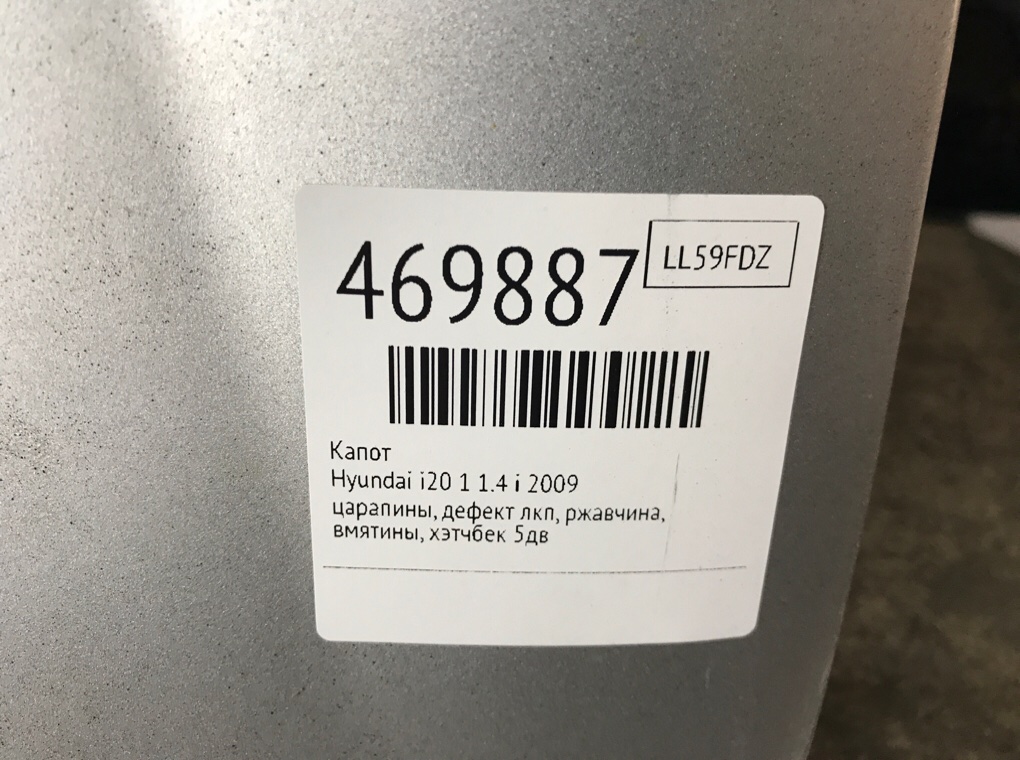 469887
LL59FDZ
Капот
Hyundai i20 1 1.4 i 2009
царапины, дефект лкп, ржавчина,
вмятины, хэтчбек 5дв